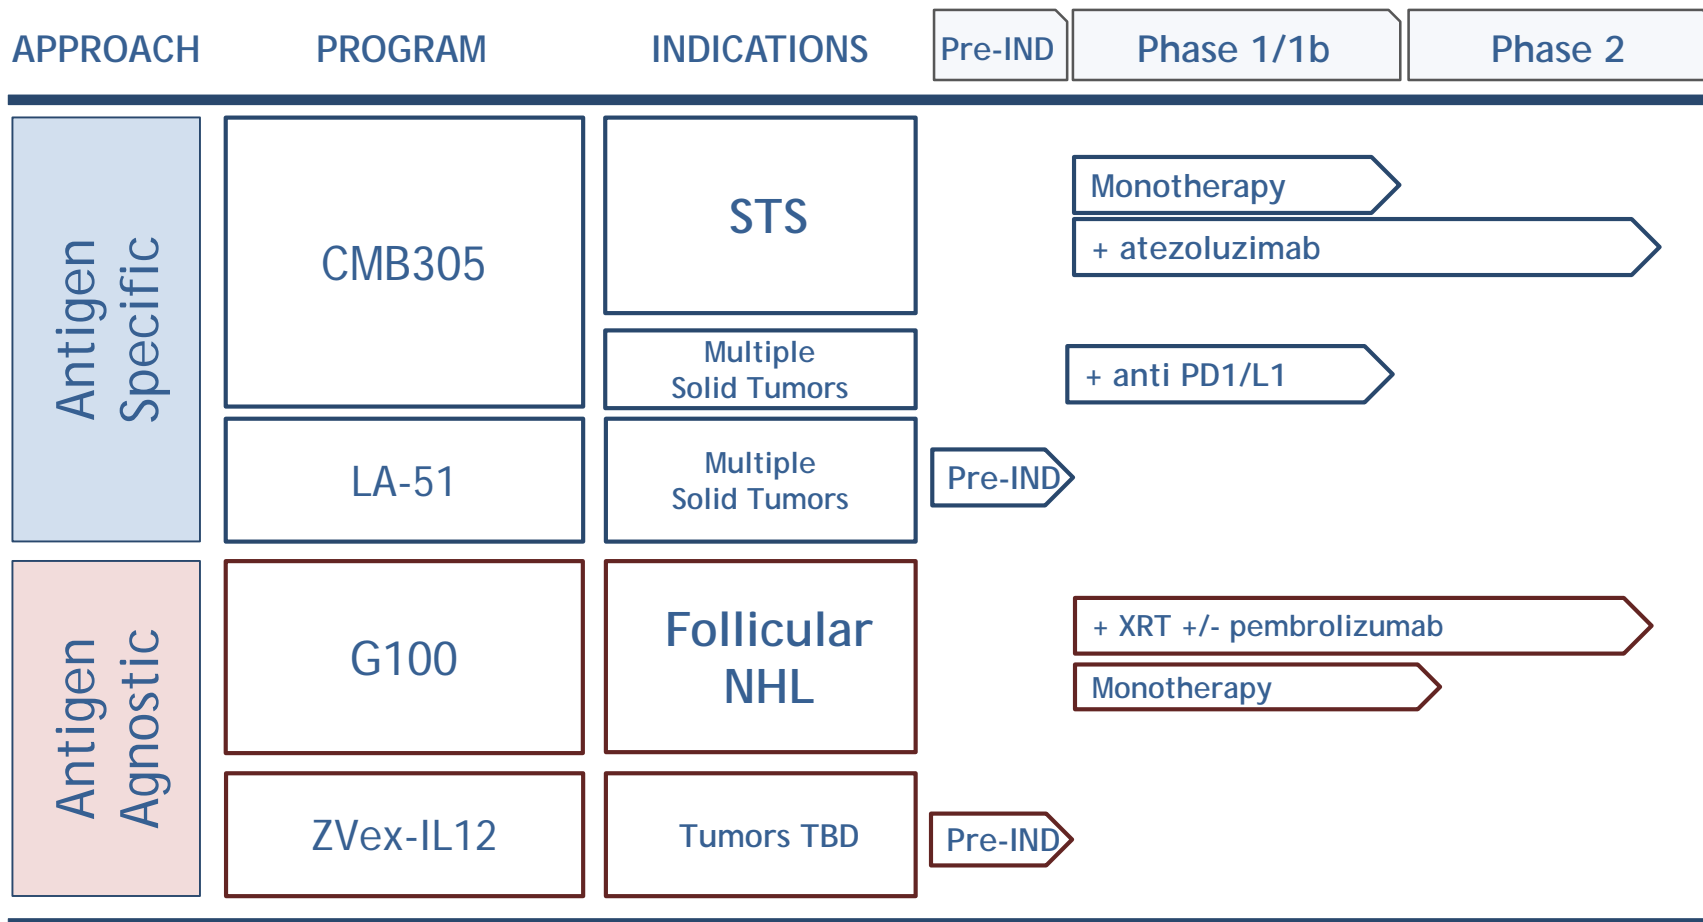 APPROACH PROGRAM INDICATIONS Pre-IND Phase 1/1b Phase 2
Antigen
Specific
CMB305
STS
Monotherapy
+ atezoluzimab
Multiple
Solid Tumors
+ anti PD1/L1
LA-51
Multiple
Solid Tumors
Pre-IND
Antigen
Agnostic
G100
Follicular
NHL
+ XRT +/- pembrolizumab
Monotherapy
ZVex-IL12
Tumors TBD
Pre-IND